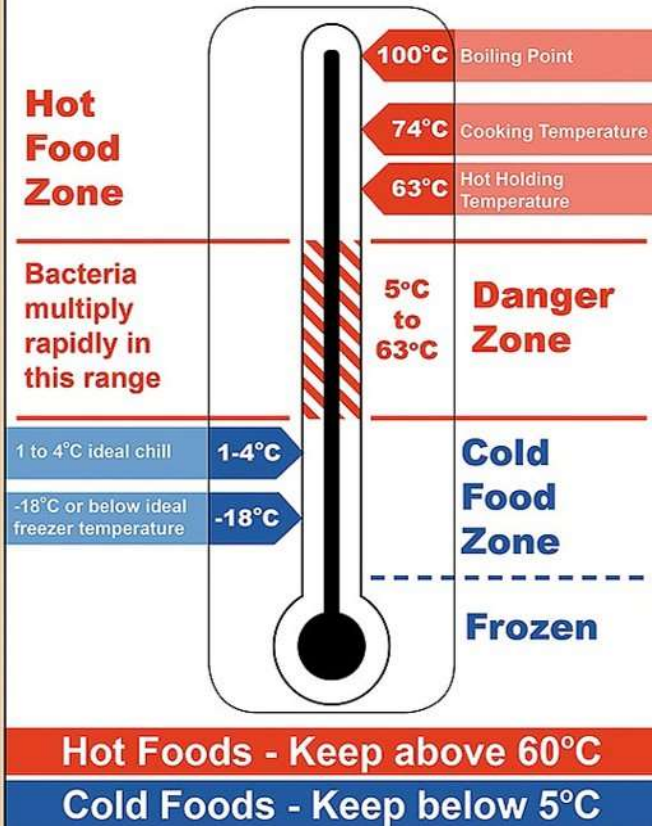 100°C Boiling Point
Hot
Food
Zone
74°C Cooking Temperature
63°C Hot Holding
Temperature
Bacteria
multiply
rapidly in
this range
5°C
to
63°C
Danger
Zone
1 to 4°C ideal chill 1-4°C
-18°C or below ideal
freezer temperature -18°C
Cold
Food
Zone
Frozen
Hot Foods - Keep above 60°C
Cold Foods - Keep below 5°C